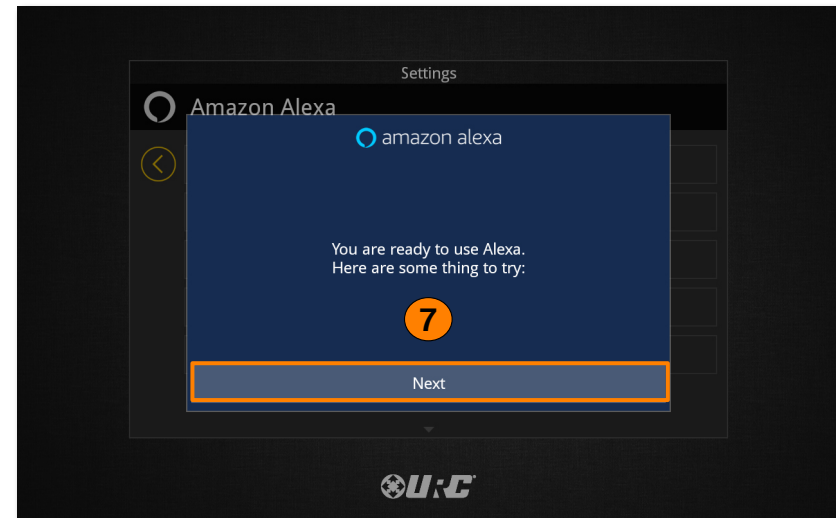 Settings
Amazon Alexa
amazon alexa
You are ready to use Alexa.
Here are some thing to try:
7
Next
URC